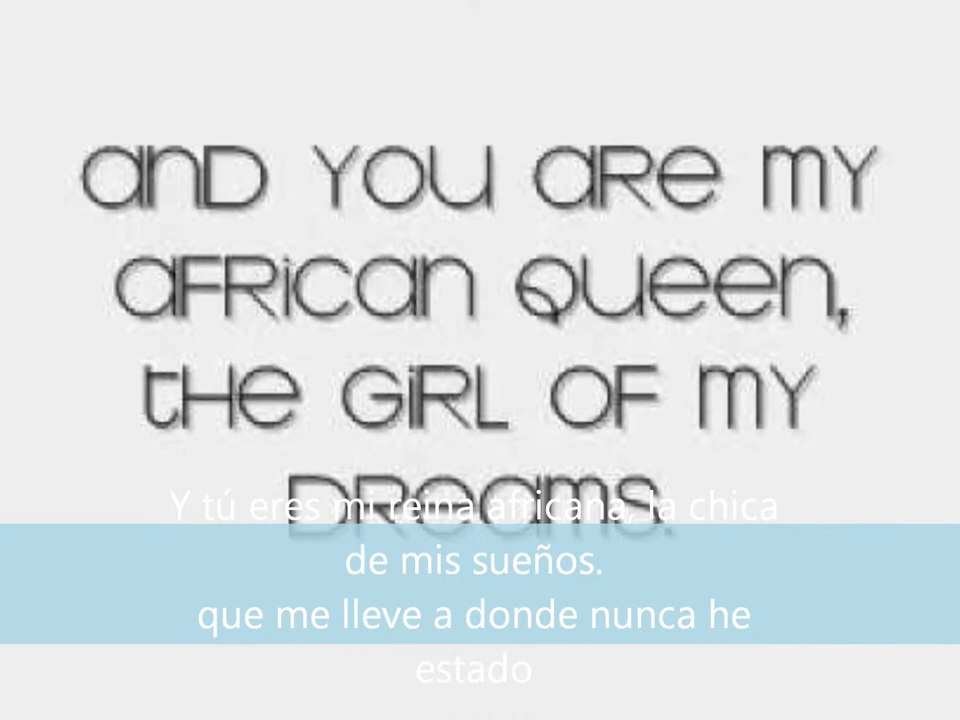 AND YOU ARE MY
AFRICAN QUEEN,
THE GIRL OF MY
DREAMS.
Y tú eres mi reina africana, la chica
de mis sueños.
que me lleve a donde nunca he
estado